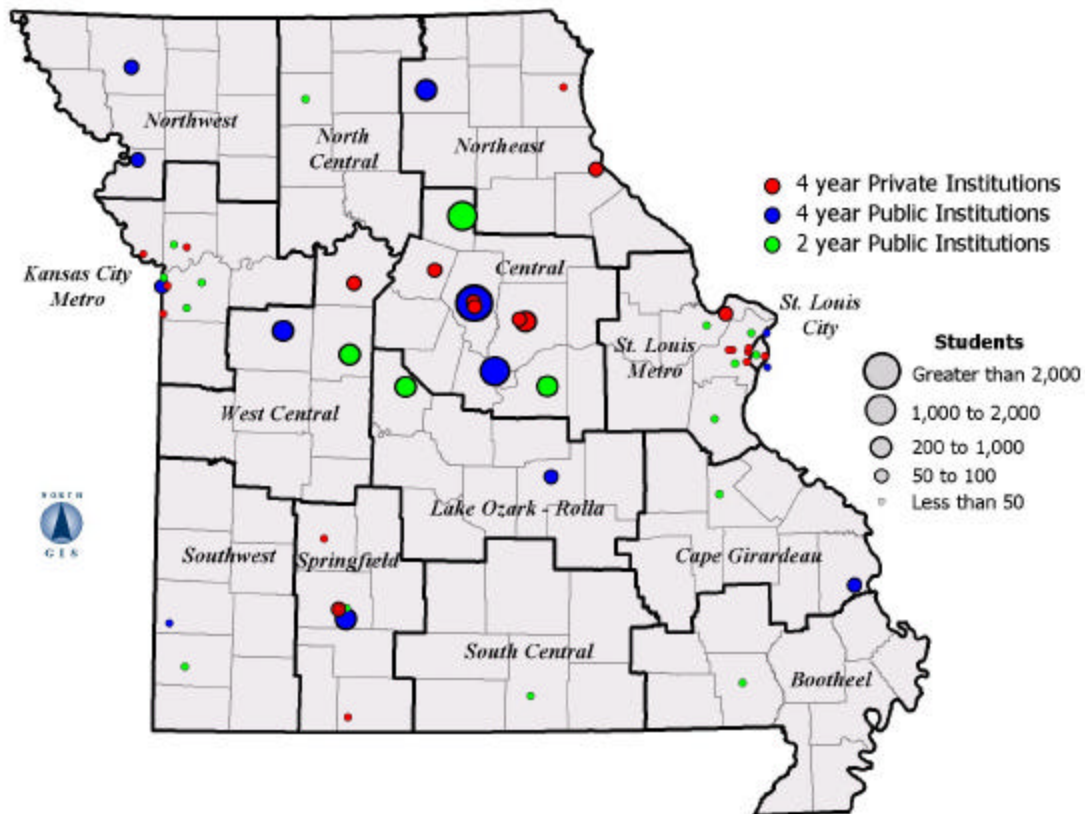 Northwest
North
Central
Northeast
4 year Private Institutions
4 year Public Institutions
2 year Public Institutions
Kansas City
Metro
Central
St. Louis
City
St. Louis
Metro
Students
Greater than 2,000
1,000 to 2,000
200 to 1,000
50 to 100
Less than 50
West Central
NORTH
GIS
Lake Ozark - Rolla
Southwest
Springfield
Cape Girardeau
South Central
Bootheel